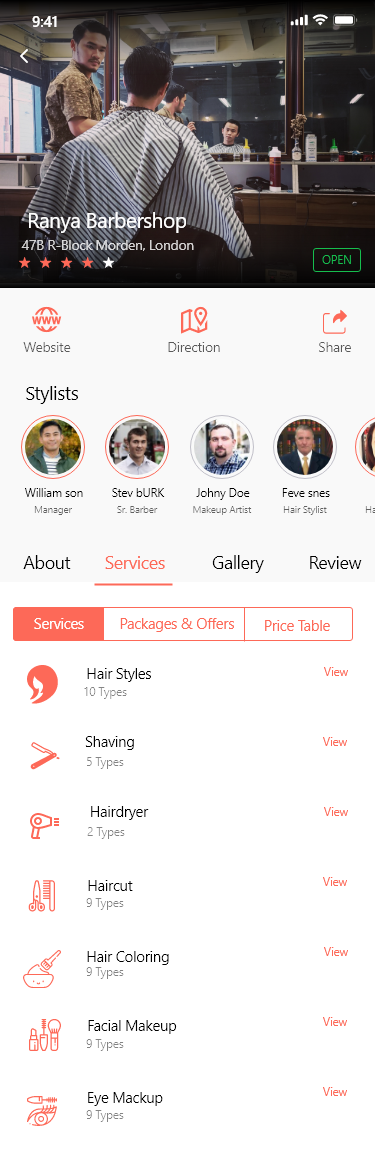 9:41
Ranya Barbershop
47B R-Block Morden, London
OPEN
WWW
Website
Direction
Share
Stylists
William son
Stev bURK
Johny Doe
Feve snes
Manager
Sr. Barber
Makeup Artist
Hair Stylist
Ha
About
Services
Gallery
Review
Services
Packages & Offers
Price Table
Hair Styles
View
10 Types
Shaving
View
5 Types
Hairdryer
View
2 Types
Haircut
View
9 Types
Hair Coloring
View
9 Types
Facial Makeup
View
9 Types
Eye Mackup
View
9 Types